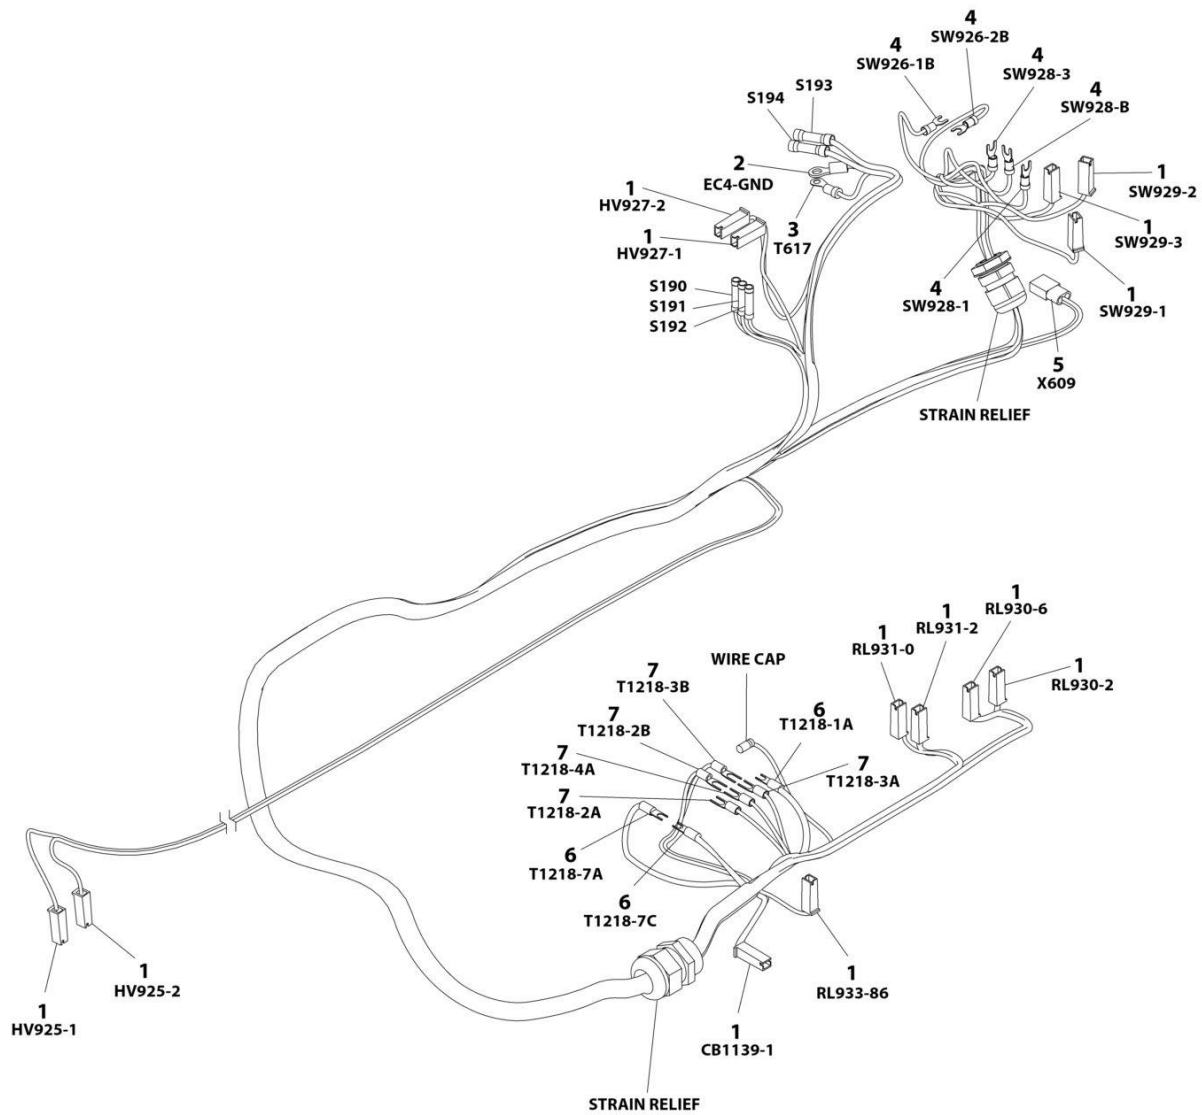 4
SW926-2B
4
SW926-1B
4
SW928-3
4
SW928-B
S193
S194
2
EC4-GND
1
HV927-2
1
HV927-1
3
T617
1
SW929-2
1
SW929-3
1
SW929-1
4
SW928-1
S190
S191
S192
5
X609
STRAIN RELIEF
1
RL930-6
1
RL931-2
1
RL931-0
1
RL930-2
WIRE CAP
7
T1218-3B
6
T1218-1A
7
T1218-2B
7
T1218-4A
7
T1218-3A
7
T1218-2A
6
T1218-7A
6
T1218-7C
1
HV925-2
1
HV925-1
1
RL933-86
1
CB1139-1
STRAIN RELIEF